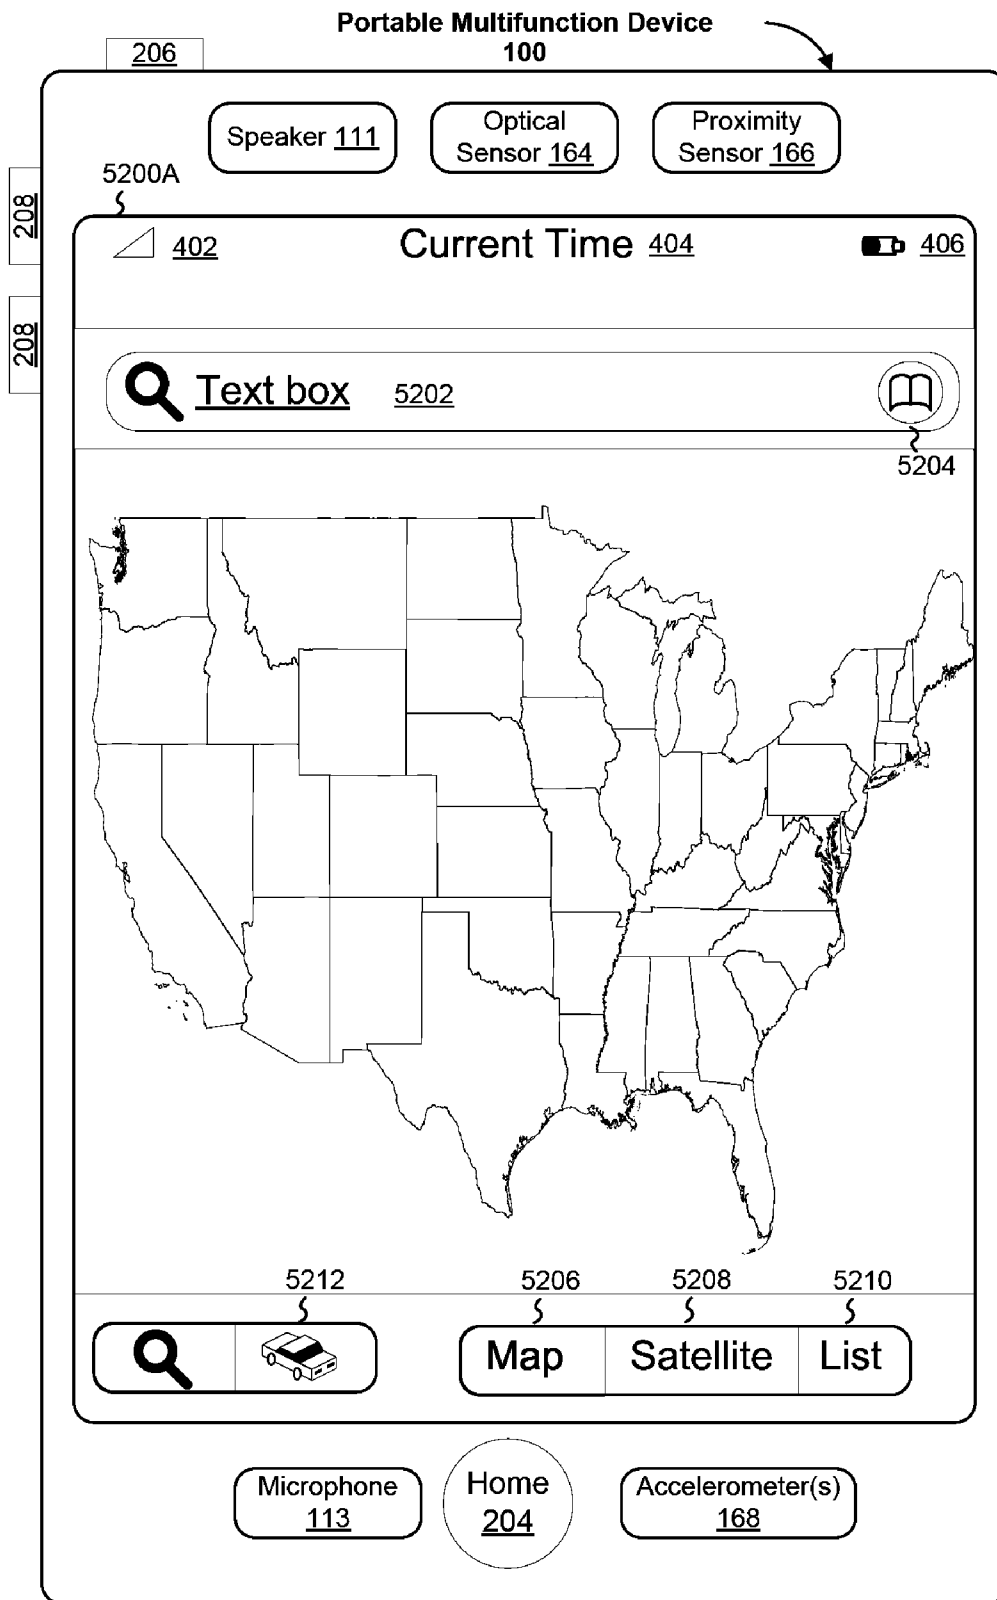 Portable Multifunction Device
100
206
Speaker 111
Optical
Sensor 164
Proximity
Sensor 166
5200A
208
402
Current Time 404
406
208
Text box 5202
5204
5212
5206
5208
5210
Map
Satellite
List
Microphone
113
Home
204
Accelerometer(s)
168